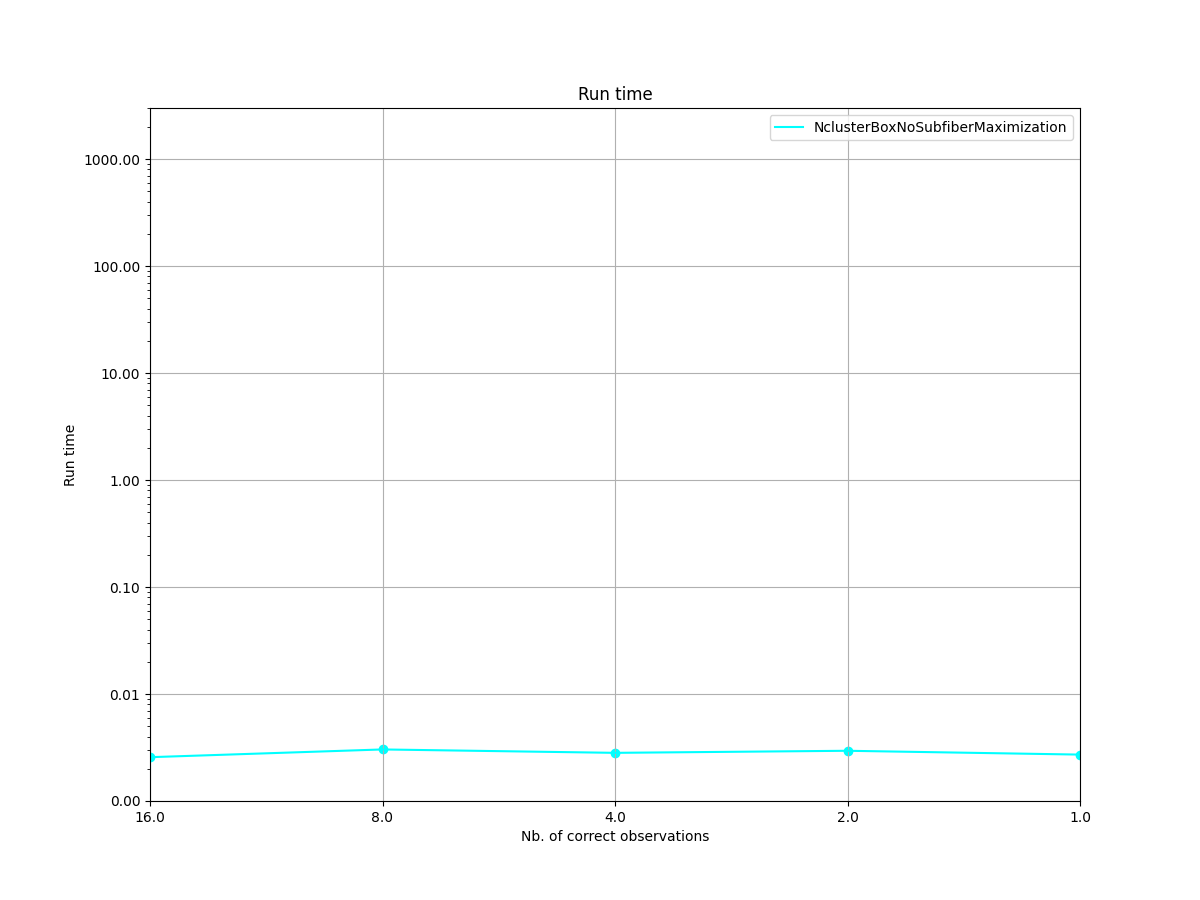 Run time
NclusterBoxNoSubfiberMaximization
1000.00
100.00
10.00
1.00
0.10
0.01
0.00
Run time
16.0 8.0 4.0 2.0 1.0
Nb. of correct observations